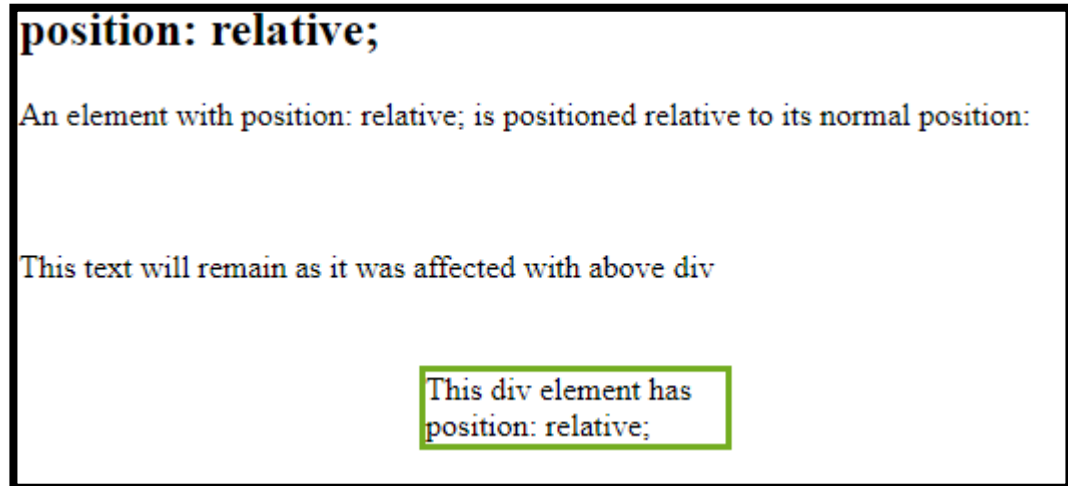 position: relative;
An element with position: relative; is positioned relative to its normal position:
This text will remain as it was affected with above div
This div element has
position: relative;